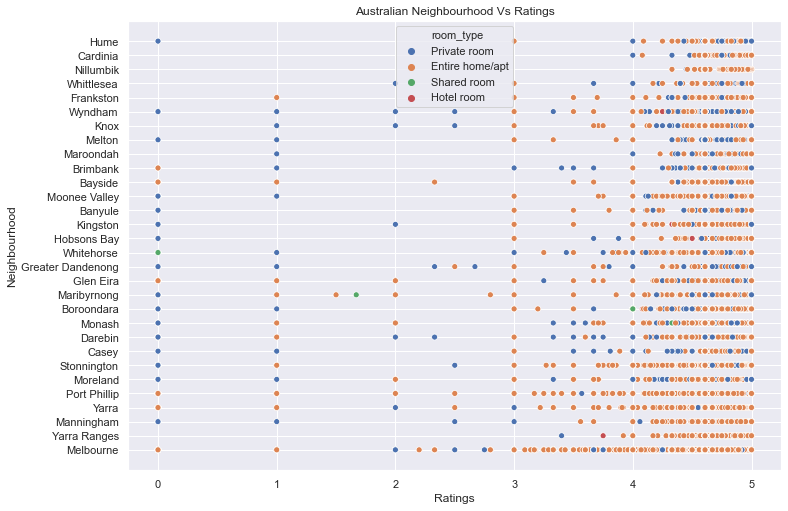 Australian Neighbourhood Vs Ratings
room_type
Private room
Entire home/apt
Shared room
Hotel room
Neighbourhood
Hume
Cardinia
Nillumbik
Whittlesea
Frankston
Wyndham
Knox
Melton
Maroondah
Brimbank
Bayside
Moonee Valley
Banyule
Kingston
Hobsons Bay
Whitehorse
Greater Dandenong
Glen Eira
Maribyrnong
Boroondara
Monash
Darebin
Casey
Stonnington
Moreland
Port Phillip
Yarra
Manningham
Yarra Ranges
Melbourne
0 1 2 3 4 5
Ratings